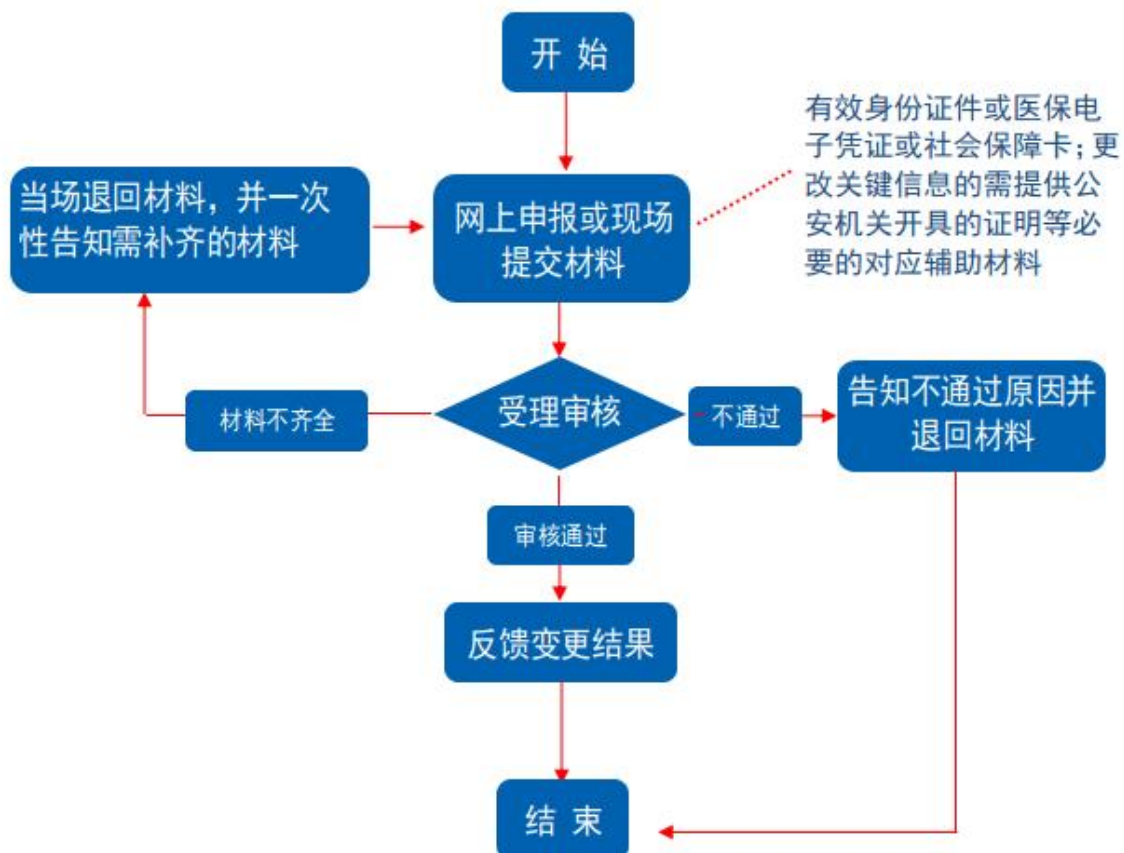 开 始
有效身份证件或医保电
子凭证或社会保障卡;更
改关键信息的需提供公
安机关开具的证明等必
要的对应辅助材料
当场退回材料，并一次
性告知需补齐的材料
网上申报或现场
提交材料
材料不齐全
受理审核
不通过
告知不通过原因并
退回材料
审核通过
反馈变更结果
结 束